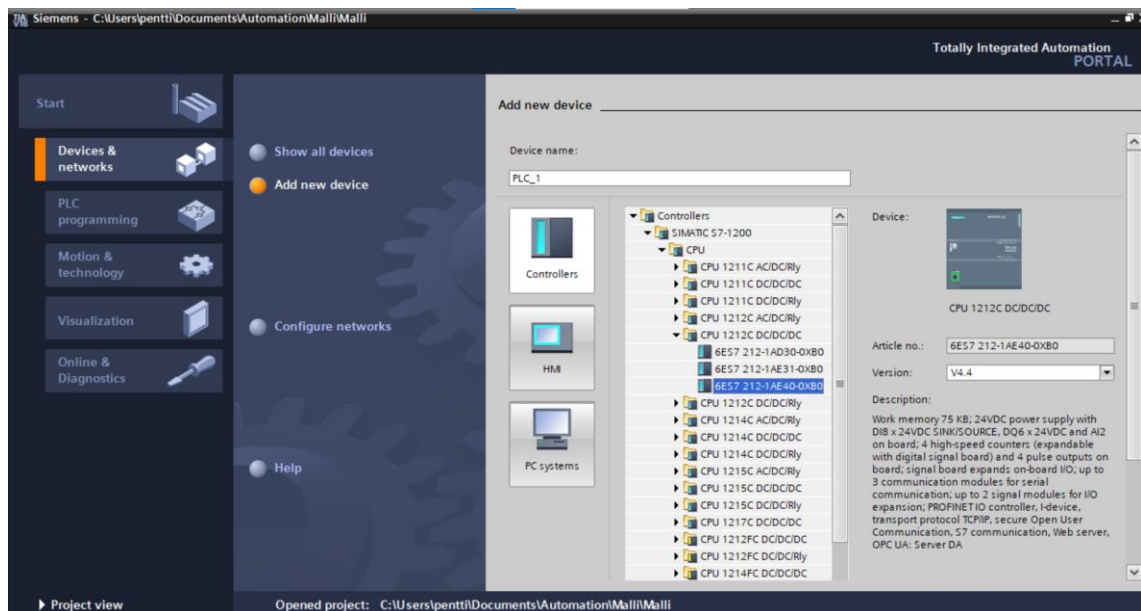 Siemens - C:\Users\pentti\Documents\Automation\Malli\Malli
Totally Integrated Automation
PORTAL
Start
Devices &
networks
PLC
programming
Motion &
technology
Visualization
Online &
Diagnostics
Show all devices
Add new device
Configure networks
Help
Add new device
Device name:
PLC_1
Controllers
HMI
PC systems
Controllers
SIMATIC S7-1200
CPU
CPU 1211C AC/DC/Rly
CPU 1211C DC/DC/DC
CPU 1211C DC/DC/Rly
CPU 1212C AC/DC/Rly
CPU 1212C DC/DC/DC
6ES7 212-1AD30-0XB0
6ES7 212-1AE31-0XB0
6ES7 212-1AE40-0XB0
CPU 1212C DC/DC/Rly
CPU 1214C AC/DC/Rly
CPU 1214C DC/DC/DC
CPU 1214C DC/DC/Rly
CPU 1215C AC/DC/Rly
CPU 1215C DC/DC/DC
CPU 1215C DC/DC/Rly
CPU 1217C DC/DC/DC
CPU 1212FC DC/DC/DC
CPU 1212FC DC/DC/Rly
CPU 1214FC DC/DC/DC
Device:
CPU 1212C DC/DC/DC
Article no.: 6ES7 212-1AE40-0XB0
Version: V4.4
Description:
Work memory 75 KB; 24VDC power supply with
DI8 x 24VDC SINK/SOURCE, DQ6 x 24VDC and AI2
on board; 4 high-speed counters (expandable
with digital signal board) and 4 pulse outputs on
board; signal board expands on-board I/O; up to
3 communication modules for serial
communication; up to 2 signal modules for I/O
expansion; PROFINET IO controller, I-device,
transport protocol TCP/IP, secure Open User
Communication, S7 communication, Web server,
OPC UA: Server DA
Project view
Opened project: C:\Users\pentti\Documents\Automation\Malli\Malli